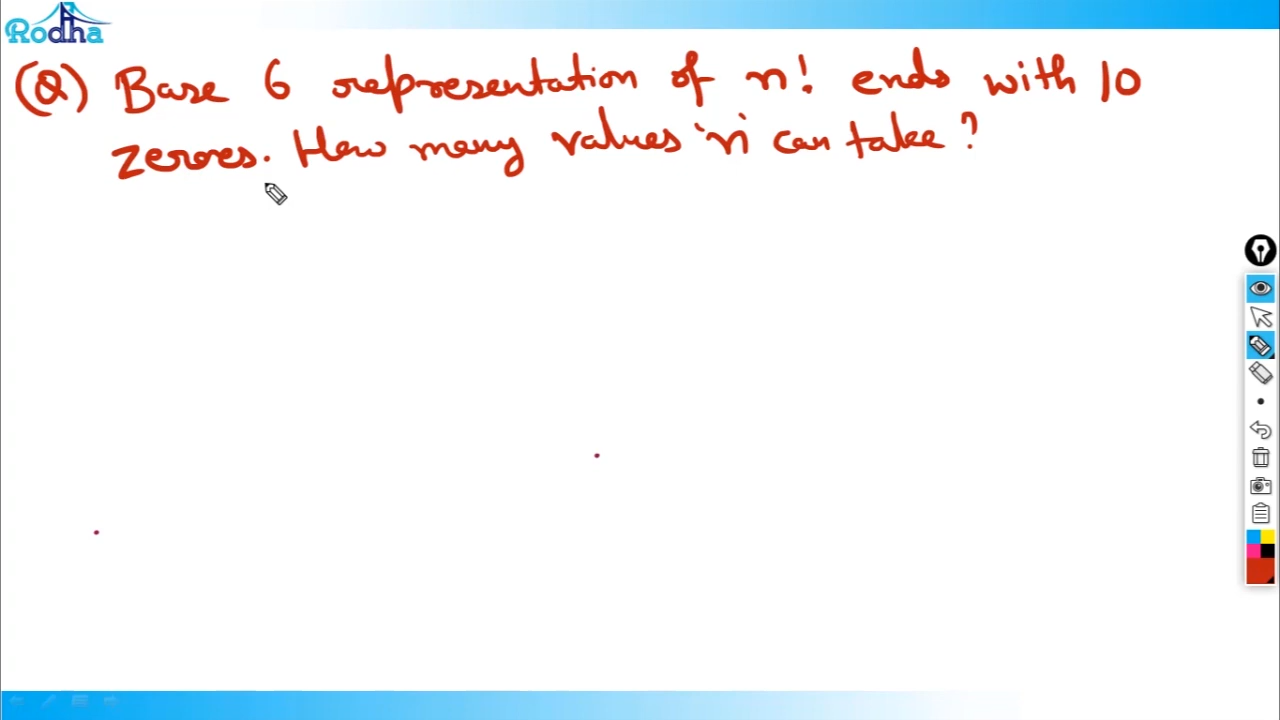 Rodha
(Q) Base 6 representation of n! ends with 10
zeroes. How many values 'n' can take?